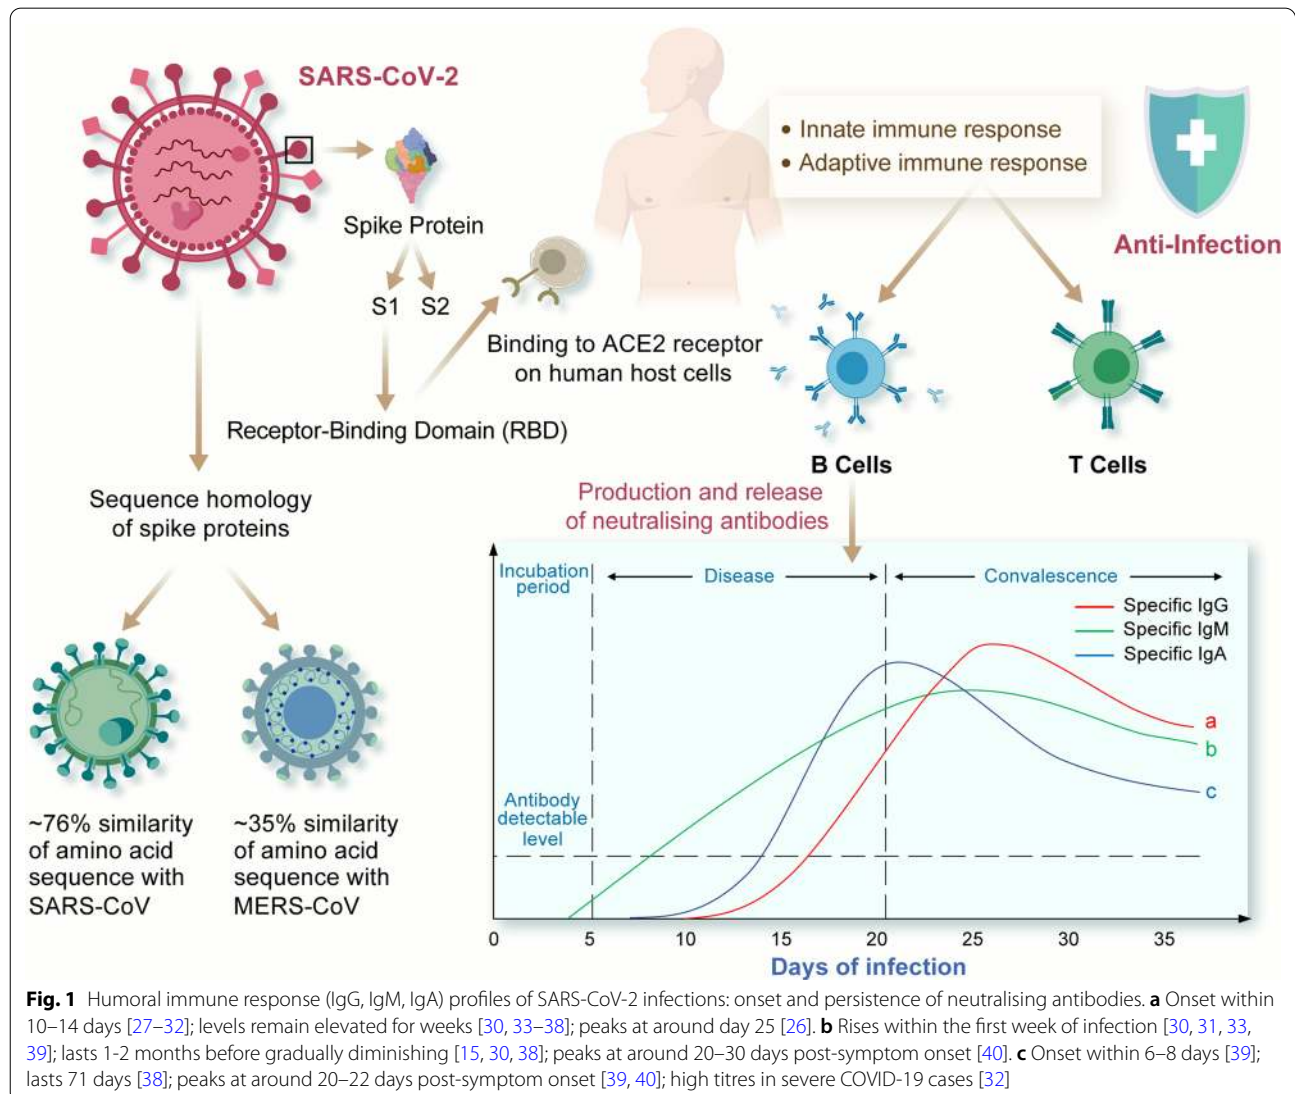 SARS-CoV-2
Spike Protein
S1 S2
Receptor-Binding Domain (RBD)
Binding to ACE2 receptor
on human host cells
• Innate immune response
• Adaptive immune response
Anti-Infection
B Cells
T Cells
Sequence homology
of spike proteins
~76% similarity
of amino acid
sequence with
SARS-CoV
~35% similarity
of amino acid
sequence with
MERS-CoV
Production and release
of neutralising antibodies
Incubation
period
Disease
Convalescence
Specific IgG
Specific IgM
Specific IgA
a
b
c
Antibody
detectable
level
0 5 10 15 20 25 30 35
Days of infection
Fig. 1 Humoral immune response (IgG, IgM, IgA) profiles of SARS-CoV-2 infections: onset and persistence of neutralising antibodies. a Onset within
10–14 days [27–32]; levels remain elevated for weeks [30, 33–38]; peaks at around day 25 [26]. b Rises within the first week of infection [30, 31, 33,
39]; lasts 1-2 months before gradually diminishing [15, 30, 38]; peaks at around 20–30 days post-symptom onset [40]. c Onset within 6–8 days [39];
lasts 71 days [38]; peaks at around 20–22 days post-symptom onset [39, 40]; high titres in severe COVID-19 cases [32]